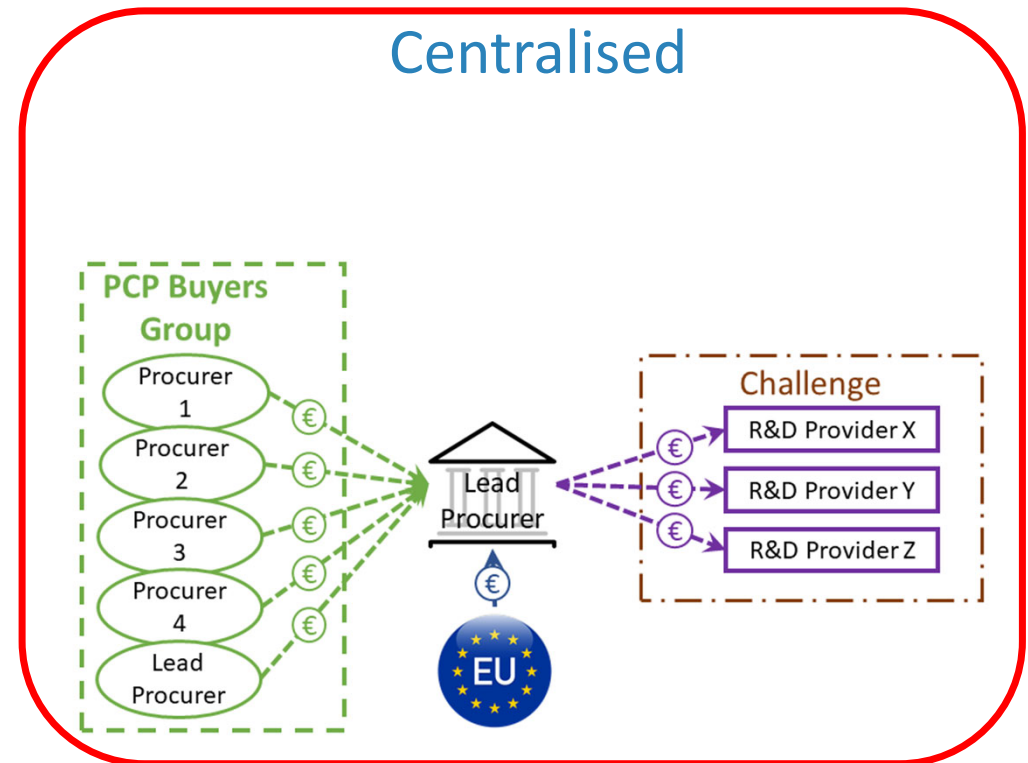 Centralised
PCP Buyers
Group
Procurer
1
€
Procurer
2
€
Procurer
3
€
Procurer
4
€
Lead
Procurer
€
Lead
Procurer
€
EU
Challenge
€
R&D Provider X
€
R&D Provider Y
€
R&D Provider Z